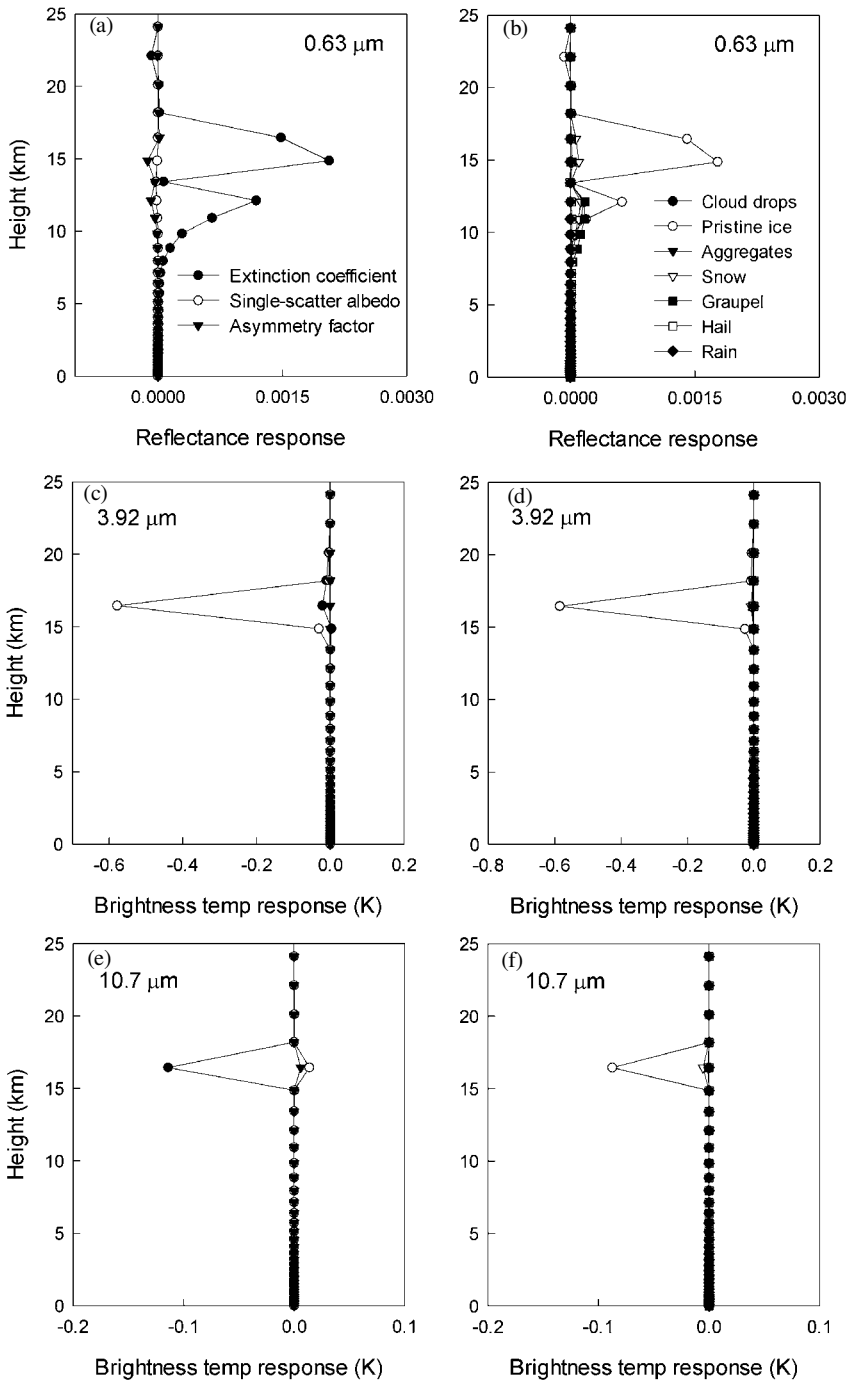 (a)
0.63 μm
25
20
15
10
5
0
Height (km)
Extinction coefficient
Single-scatter albedo
Asymmetry factor
0.0000
0.0015
0.0030
Reflectance response
(b)
0.63 μm
25
20
15
10
5
0
Cloud drops
Pristine ice
Aggregates
Snow
Graupel
Hail
Rain
0.0000
0.0015
0.0030
Reflectance response
(c)
3.92 μm
25
20
15
10
5
0
Height (km)
-0.6
-0.4
-0.2
0.0
0.2
Brightness temp response (K)
(d)
3.92 μm
25
20
15
10
5
0
-0.8
-0.6
-0.4
-0.2
0.0
0.2
Brightness temp response (K)
(e)
10.7 μm
25
20
15
10
5
0
Height (km)
-0.2
-0.1
0.0
0.1
Brightness temp response (K)
(f)
10.7 μm
25
20
15
10
5
0
-0.2
-0.1
0.0
0.1
Brightness temp response (K)